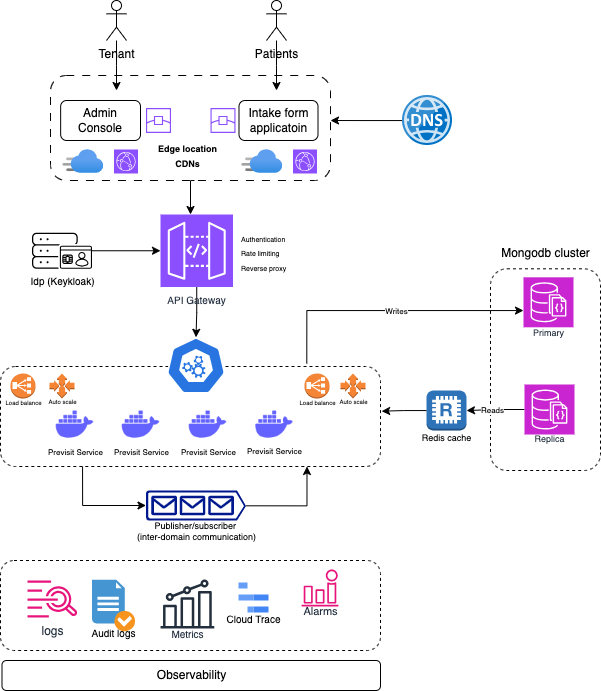 Tenant
Patients
Admin
Console
Intake form
applicatoin
DNS
Edge location
CDNs
Authentication
Rate limiting
Reverse proxy
Idp (Keykloak)
API Gateway
Mongodb cluster
Writes
Primary
Load balance
Auto scale
Load balance
Auto scale
Previsit Service
Previsit Service
Previsit Service
Previsit Service
R
Redis cache
Reads
Replica
Publisher/subscriber
(inter-domain communication)
logs
Audit logs
Metrics
Cloud Trace
Alarms
Observability